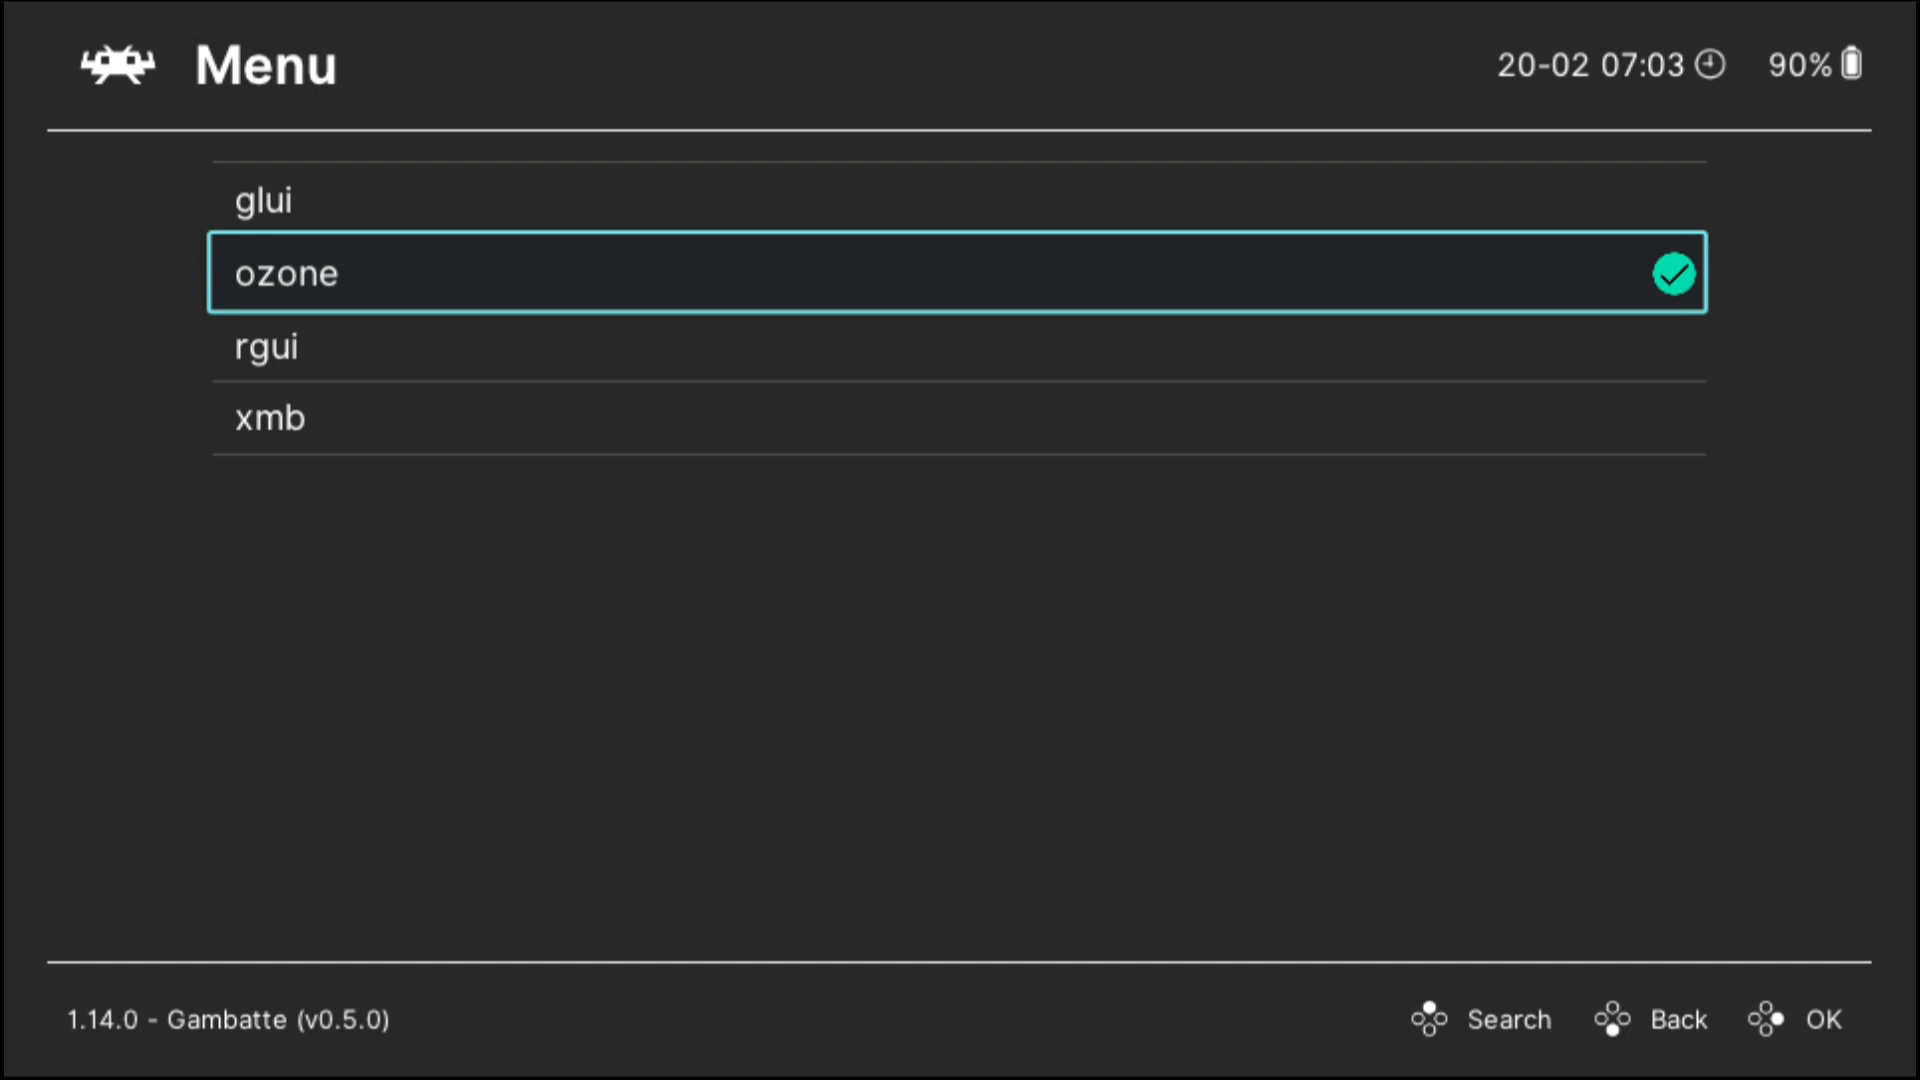 Menu
20-02 07:03
90%
glui
ozone
rgui
xmb
1.14.0 - Gambatte (v0.5.0)
Search
Back
OK